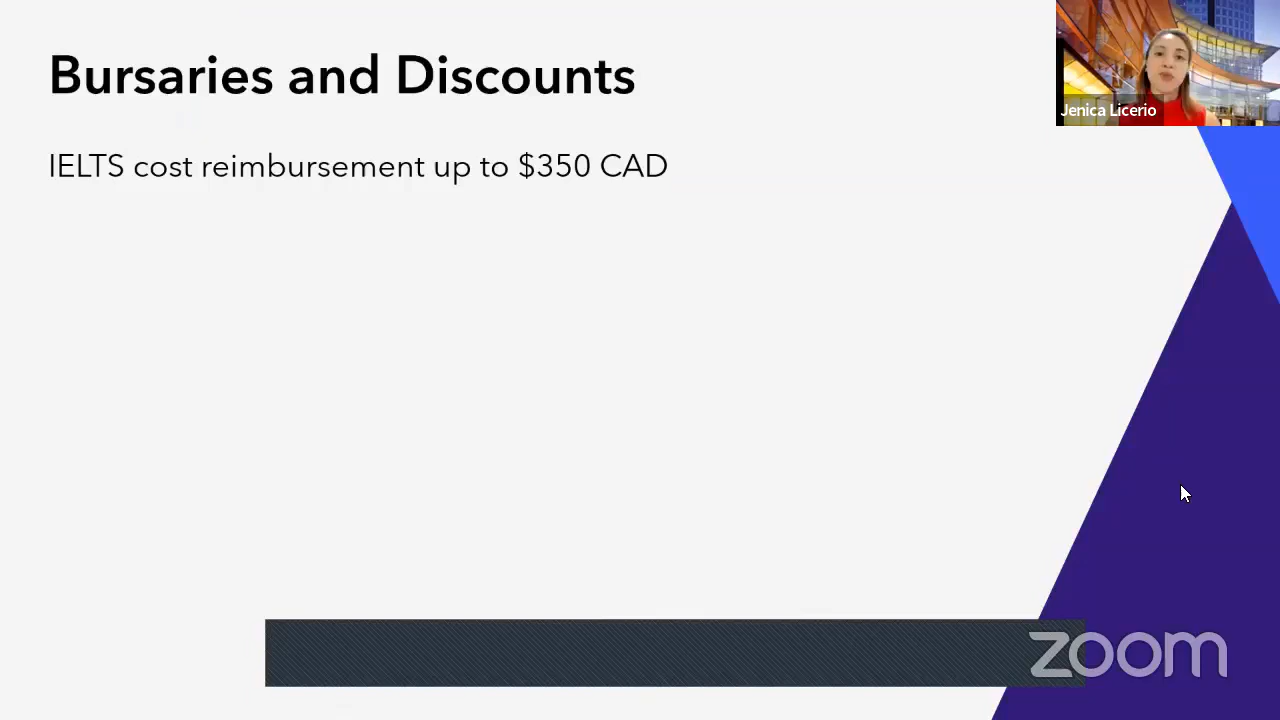 Bursaries and Discounts
IELTS cost reimbursement up to $350 CAD
Jenica Licerio
zoom